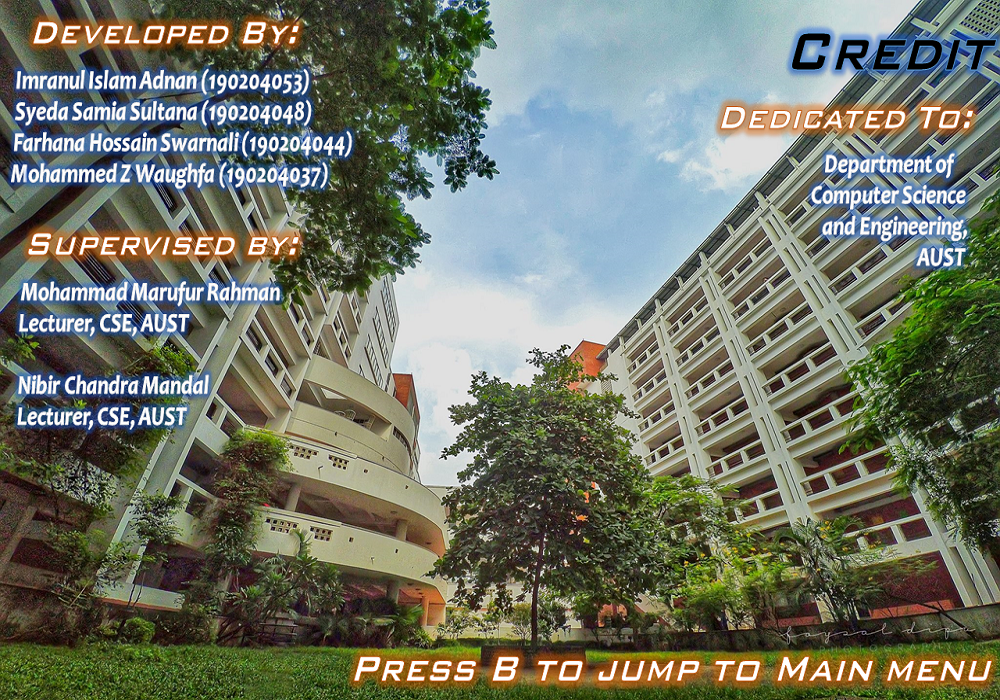 Developed By:
Imranul Islam Adnan (190204053)
Syeda Samia Sultana (190204048)
Farhana Hossain Swarnali (190204044)
Mohammed Z Waughfa (190204037)
Supervised by:
Mohammad Marufur Rahman
Lecturer, CSE, AUST
Nibir Chandra Mandal
Lecturer, CSE, AUST
Credit
Dedicated To:
Department of
Computer Science
and Engineering,
AUST
Press B to jump to Main menu